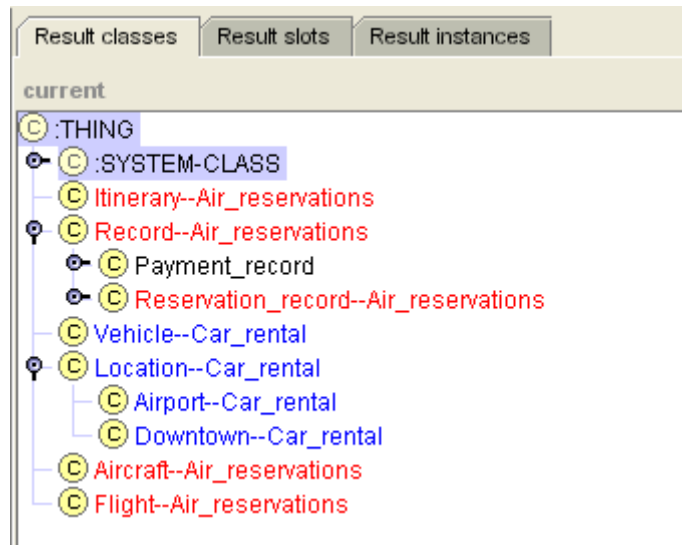 Result classes Result slots Result instances
current
C :THING
C :SYSTEM-CLASS
C Itinerary--Air_reservations
C Record--Air_reservations
C Payment_record
C Reservation_record--Air_reservations
C Vehicle--Car_rental
C Location--Car_rental
C Airport--Car_rental
C Downtown--Car_rental
C Aircraft--Air_reservations
C Flight--Air_reservations